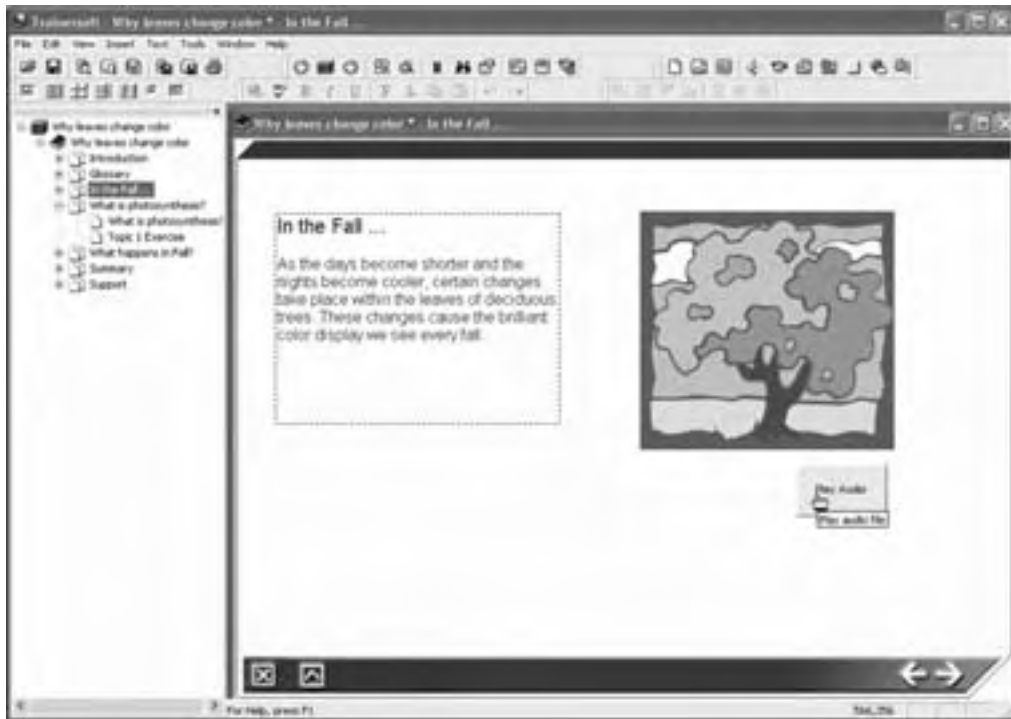 Trainersoft - Why leaves change color * - In the Fall ...
File Edit View Insert Text Tools Window Help
Why leaves change color
Why leaves change color
Introduction
Glossary
In the Fall ...
What is photosynthesis?
What is photosynthesis?
Topic 1 Exercise
What happens in Fall?
Summary
Support
Why leaves change color * - In the Fall ...
In the Fall ...
As the days become shorter and the
nights become cooler, certain changes
take place within the leaves of deciduous
trees. These changes cause the brilliant
color display we see every fall.
Play Audio
Play audio file
For Help, press F1